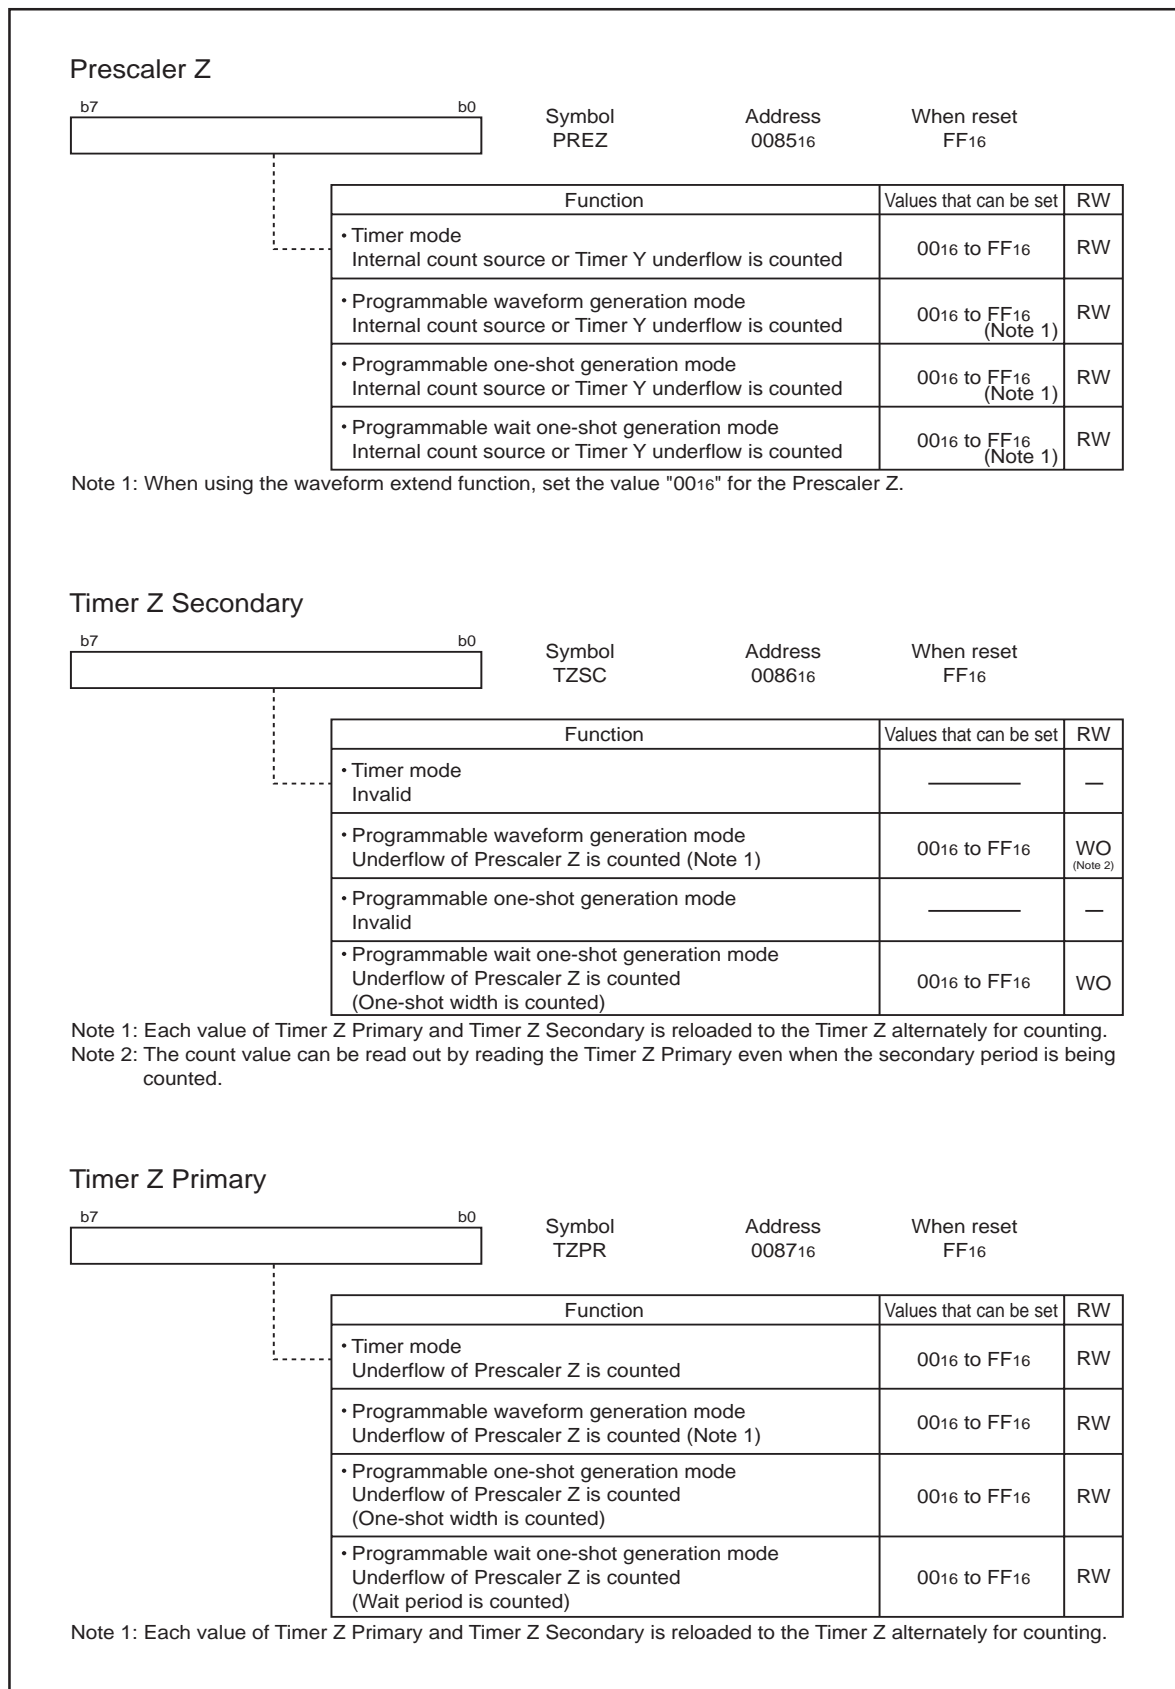 Prescaler Z
b7 b0
Symbol Address When reset
PREZ 008516 FF16
Function Values that can be set RW
• Timer mode
Internal count source or Timer Y underflow is counted 0016 to FF16 RW
• Programmable waveform generation mode
Internal count source or Timer Y underflow is counted 0016 to FF16 (Note 1) RW
• Programmable one-shot generation mode
Internal count source or Timer Y underflow is counted 0016 to FF16 (Note 1) RW
• Programmable wait one-shot generation mode
Internal count source or Timer Y underflow is counted 0016 to FF16 (Note 1) RW
Note 1: When using the waveform extend function, set the value "0016" for the Prescaler Z.
Timer Z Secondary
b7 b0
Symbol Address When reset
TZSC 008616 FF16
Function Values that can be set RW
• Timer mode
Invalid — —
• Programmable waveform generation mode
Underflow of Prescaler Z is counted (Note 1) 0016 to FF16 WO (Note 2)
• Programmable one-shot generation mode
Invalid — —
• Programmable wait one-shot generation mode
Underflow of Prescaler Z is counted 0016 to FF16 WO
(One-shot width is counted)
Note 1: Each value of Timer Z Primary and Timer Z Secondary is reloaded to the Timer Z alternately for counting.
Note 2: The count value can be read out by reading the Timer Z Primary even when the secondary period is being
counted.
Timer Z Primary
b7 b0
Symbol Address When reset
TZPR 008716 FF16
Function Values that can be set RW
• Timer mode
Underflow of Prescaler Z is counted 0016 to FF16 RW
• Programmable waveform generation mode
Underflow of Prescaler Z is counted (Note 1) 0016 to FF16 RW
• Programmable one-shot generation mode
Underflow of Prescaler Z is counted 0016 to FF16 RW
(One-shot width is counted)
• Programmable wait one-shot generation mode
Underflow of Prescaler Z is counted 0016 to FF16 RW
(Wait period is counted)
Note 1: Each value of Timer Z Primary and Timer Z Secondary is reloaded to the Timer Z alternately for counting.